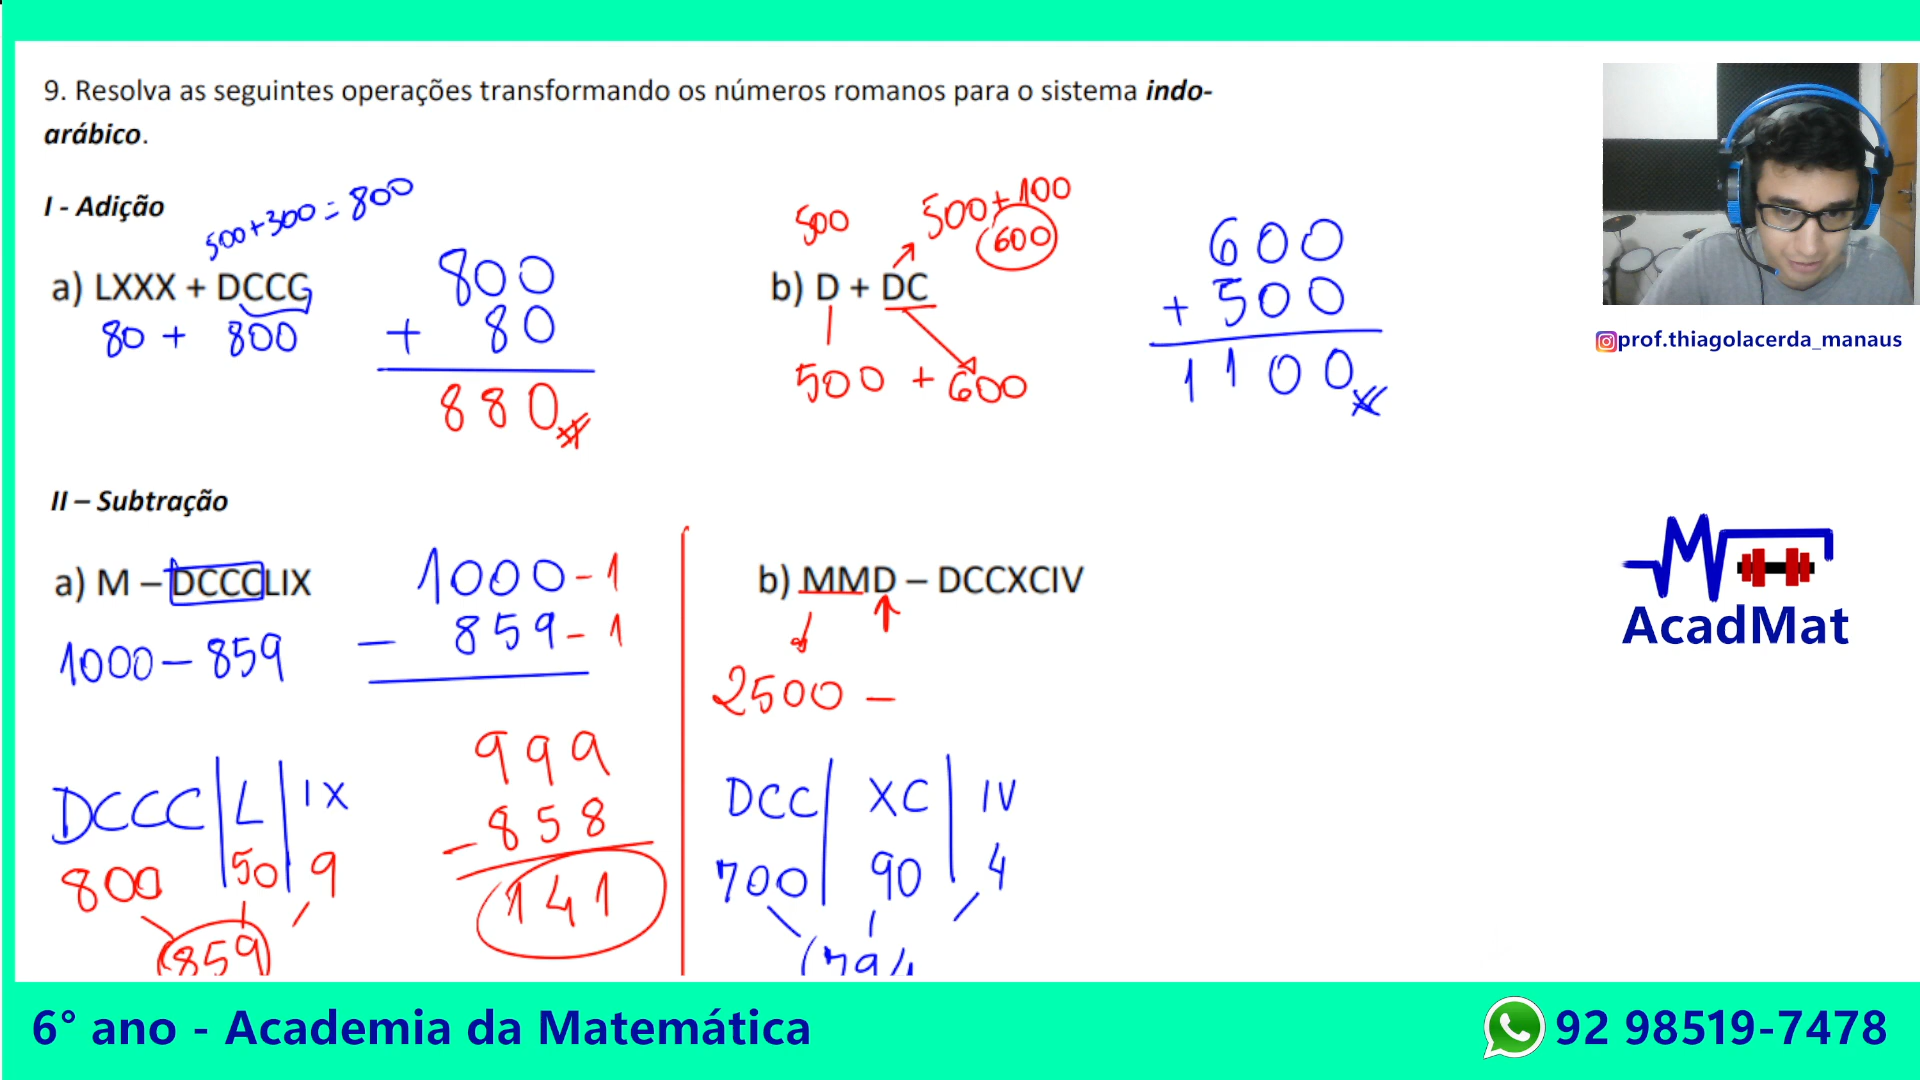 9. Resolva as seguintes operações transformando os números romanos para o sistema indo-
arábico.
I - Adição
500+300=800
a) LXXX + DCCC
80 + 800
800
+ 80
880
500
500+100
600
b) D + DC
500 + 600
600
+ 500
1100
prof.thiagolacerda_manaus
II – Subtração
a) M – DCCCLIX
1000 – 859
1000 - 1
– 859 - 1
999
– 858
141
DCCC | L | IX
800 50 9
859
b) MMD – DCCXCIV
2500 –
DCC | XC | IV
700 90 4
794
AcadMat
6° ano - Academia da Matemática
92 98519-7478